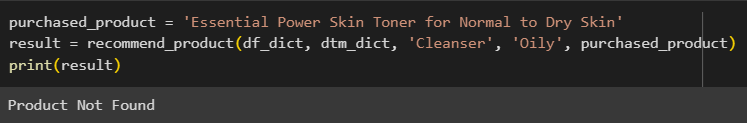 purchased_product = 'Essential Power Skin Toner for Normal to Dry Skin'
result = recommend_product(df_dict, dtm_dict, 'Cleanser', 'Oily', purchased_product)
print(result)
Product Not Found